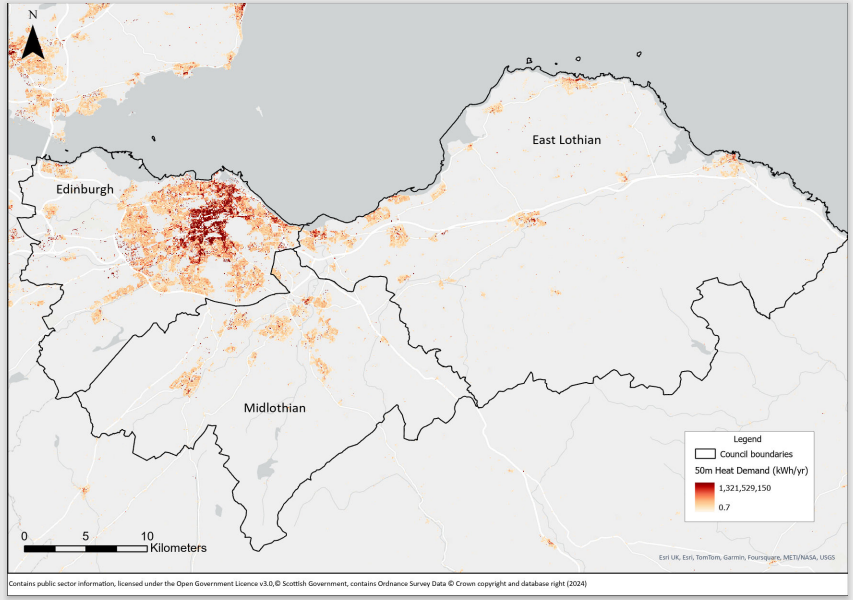 N
East Lothian
Edinburgh
Midlothian
Legend
Council boundaries
50m Heat Demand (kWh/yr)
1,321,529,150
0.7
0 5 10
Kilometers
Esri UK, Esri, TomTom, Garmin, Foursquare, METI/NASA, USGS
Contains public sector information, licensed under the Open Government Licence v3.0,© Scottish Government, contains Ordnance Survey Data © Crown copyright and database right (2024)